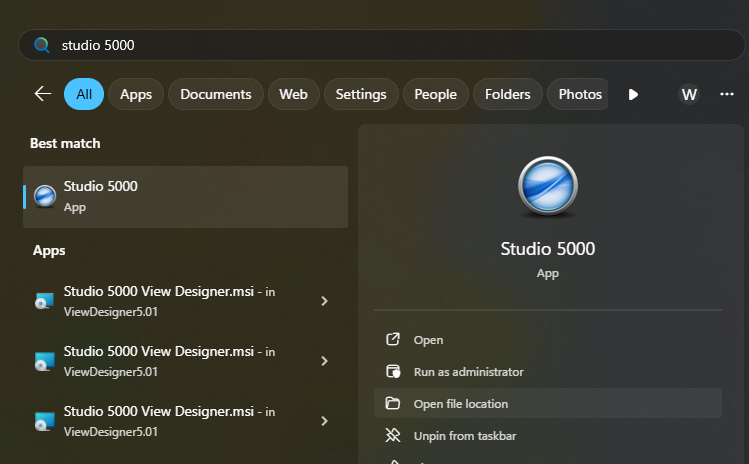 studio 5000
All
Apps
Documents
Web
Settings
People
Folders
Photos
W
Best match
Studio 5000
App
Apps
Studio 5000 View Designer.msi - in
ViewDesigner5.01
Studio 5000 View Designer.msi - in
ViewDesigner5.01
Studio 5000 View Designer.msi - in
ViewDesigner5.01
Studio 5000
App
Open
Run as administrator
Open file location
Unpin from taskbar